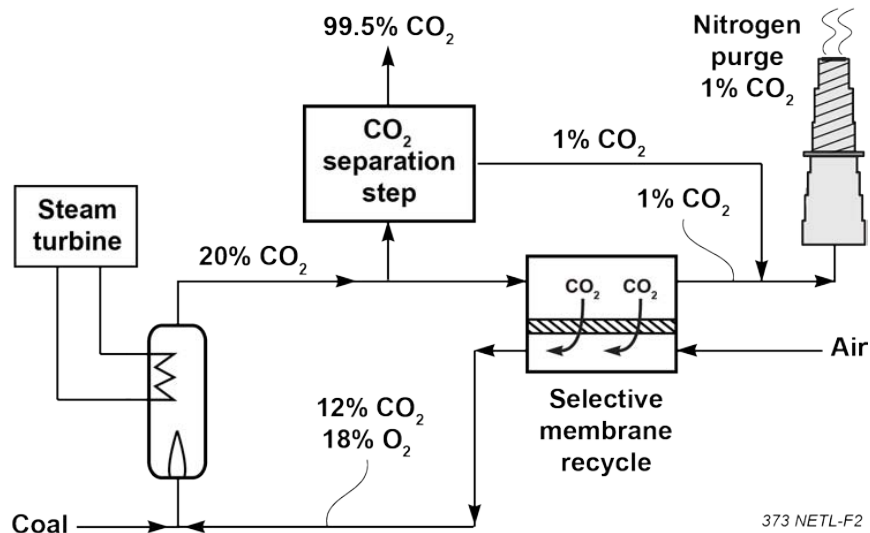 99.5% CO₂
Nitrogen
purge
1% CO₂
CO₂
separation
step
1% CO₂
1% CO₂
Steam
turbine
20% CO₂
CO₂ CO₂
Air
12% CO₂
18% O₂
Selective
membrane
recycle
Coal
373 NETL-F2